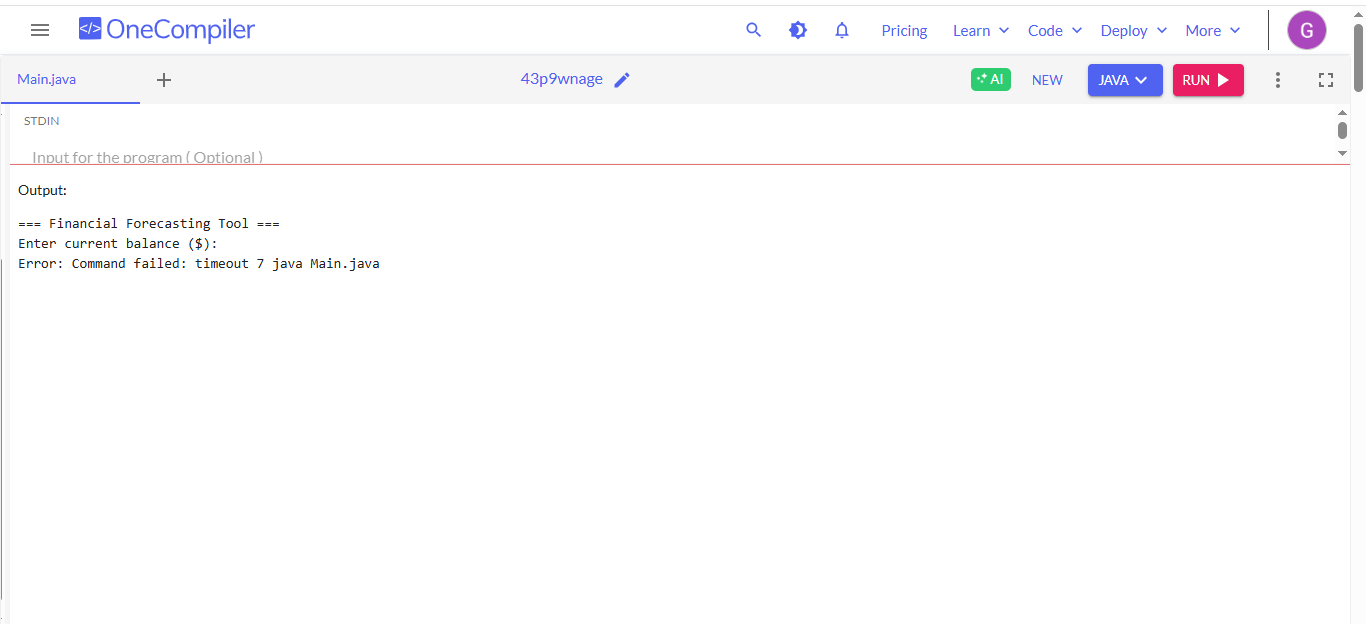 </> OneCompiler
Pricing
Learn
Code
Deploy
More
G
Main.java
43p9wnage
AI
NEW
JAVA
RUN
STDIN
Input for the program ( Optional )
Output:
=== Financial Forecasting Tool ===
Enter current balance ($):
Error: Command failed: timeout 7 java Main.java